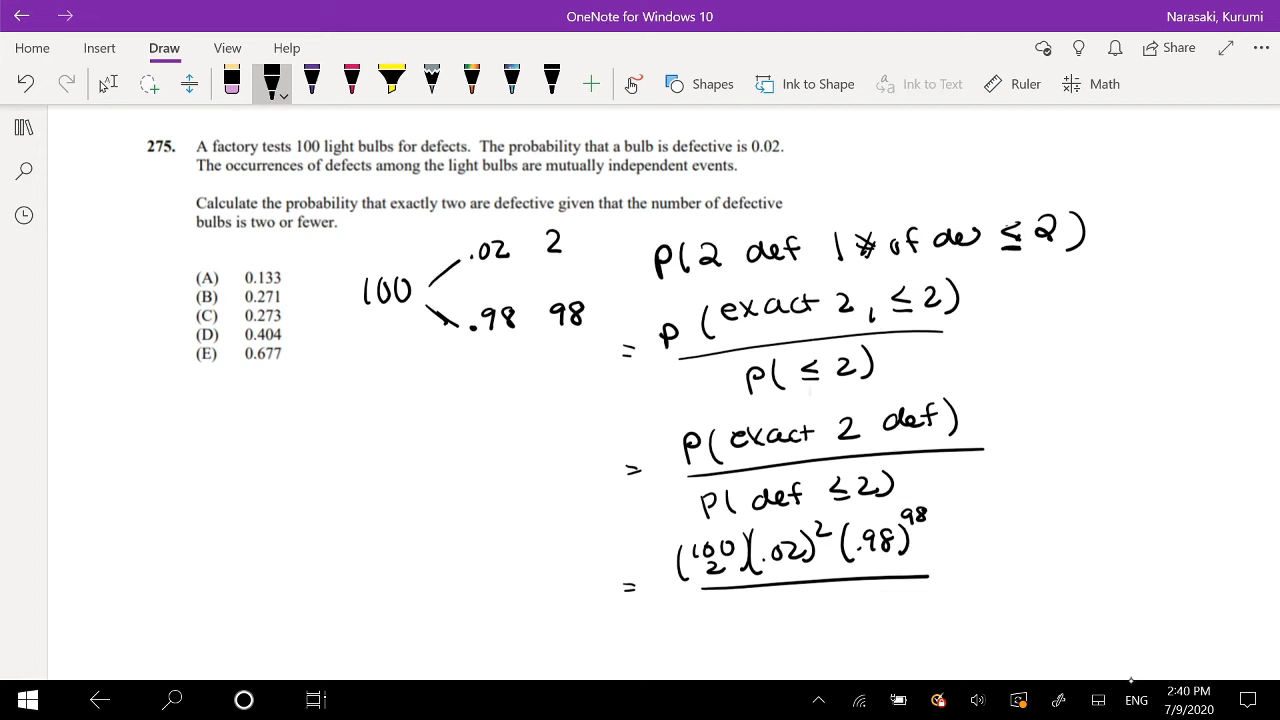 OneNote for Windows 10
Narasaki, Kurumi
Home Insert Draw View Help
Share
Shapes Ink to Shape Ink to Text Ruler Math
275. A factory tests 100 light bulbs for defects. The probability that a bulb is defective is 0.02.
The occurrences of defects among the light bulbs are mutually independent events.
Calculate the probability that exactly two are defective given that the number of defective
bulbs is two or fewer.
(A) 0.133
(B) 0.271
(C) 0.273
(D) 0.404
(E) 0.677
100
.02 2
.98 98
P(2 def | # of def ≤ 2)
= P(exact 2, ≤ 2)
P(≤ 2)
= P(exact 2 def)
P(def ≤ 2)
= (100 2)(.02)² (.98)⁹⁸
ENG
2:40 PM
7/9/2020